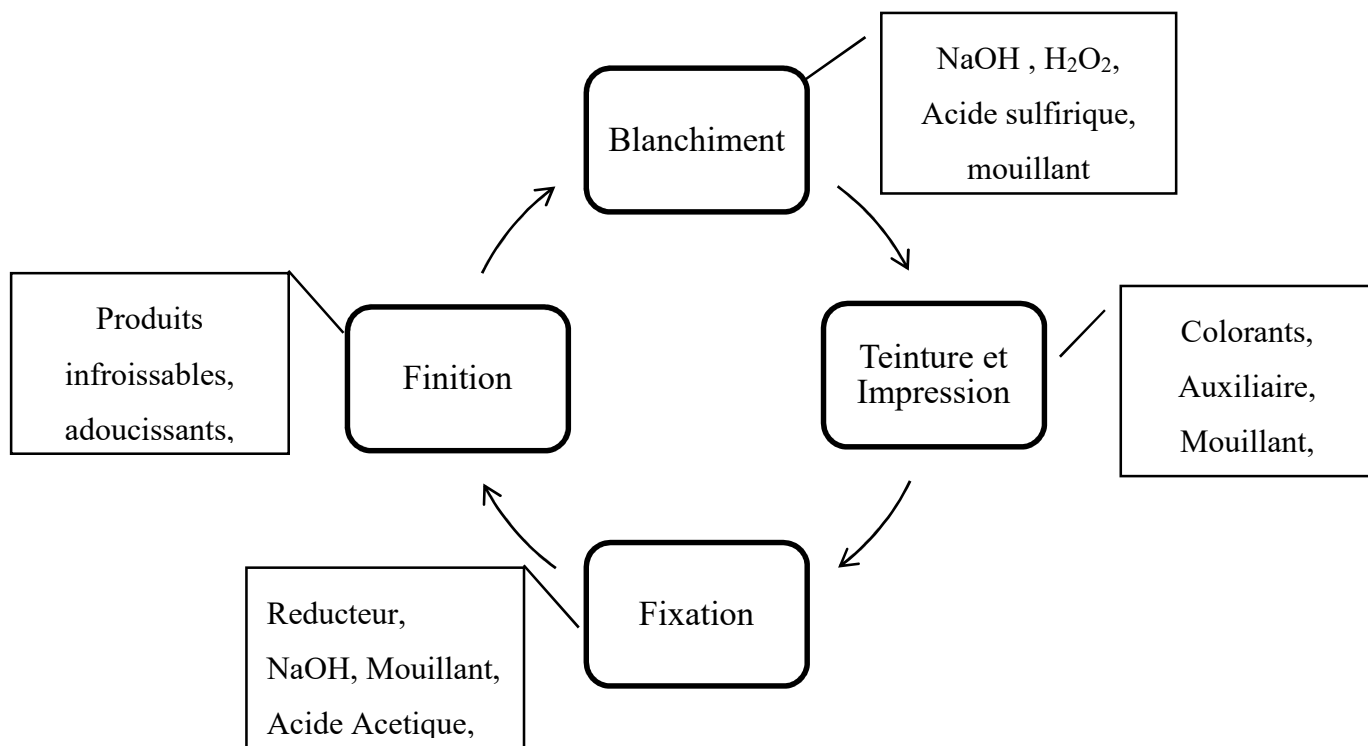 Blanchiment
NaOH , H₂O₂,
Acide sulfirique,
mouillant
Teinture et
Impression
Colorants,
Auxiliaire,
Mouillant,
Fixation
Reducteur,
NaOH, Mouillant,
Acide Acetique,
Finition
Produits
infroissables,
adoucissants,